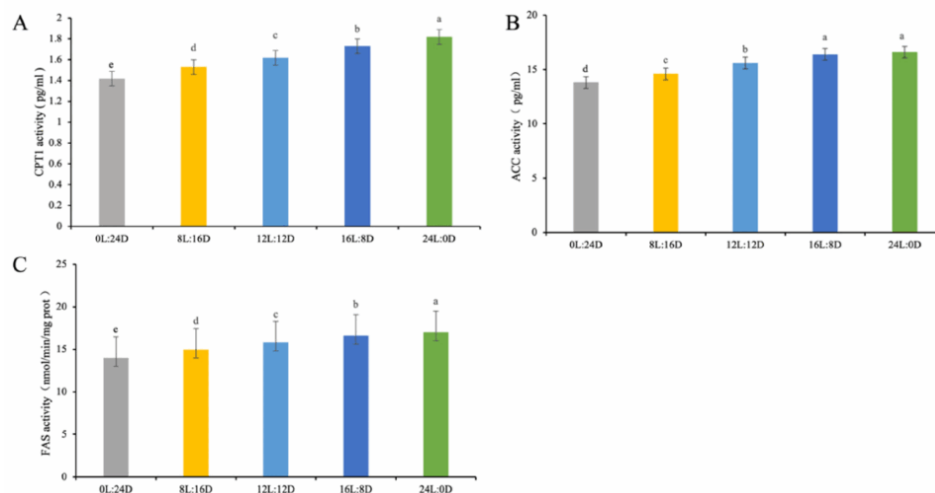 A
CPT1 activity ( pg/ml )
2
1.8
1.6
1.4
1.2
1
0.8
0.6
0.4
0.2
0
e
d
c
b
a
0L:24D
8L:16D
12L:12D
16L:8D
24L:0D
B
ACC activity ( pg/ml)
20
15
10
5
0
d
c
b
a
a
0L:24D
8L:16D
12L:12D
16L:8D
24L:0D
C
FAS activity (nmol/min/mg prot )
25
20
15
10
5
0
e
d
c
b
a
0L:24D
8L:16D
12L:12D
16L:8D
24L:0D